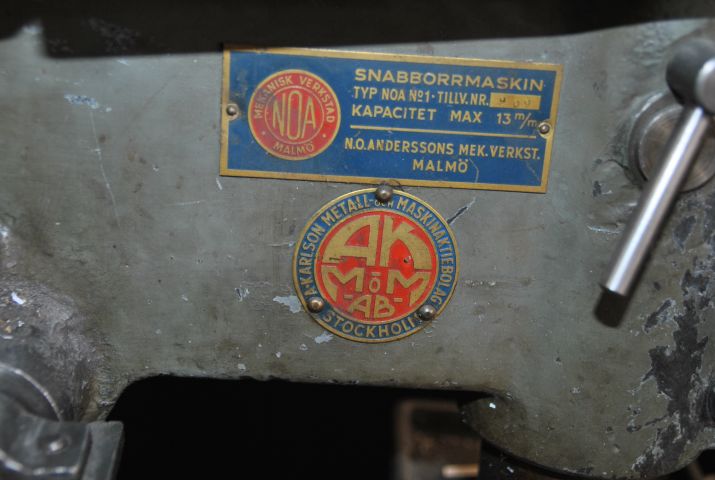 MEKANISK VERKSTAD
NOA
MALMÖ
SNABBORRMASKIN
TYP NOA No1 · TILLV. NR.
KAPACITET MAX 13 m/m
N.O. ANDERSSONS MEK. VERKST.
MALMÖ
A. KARLSON METALL- OCH MASKINAKTIEBOLAG
AK
MÖM
-AB-
STOCKHOLM